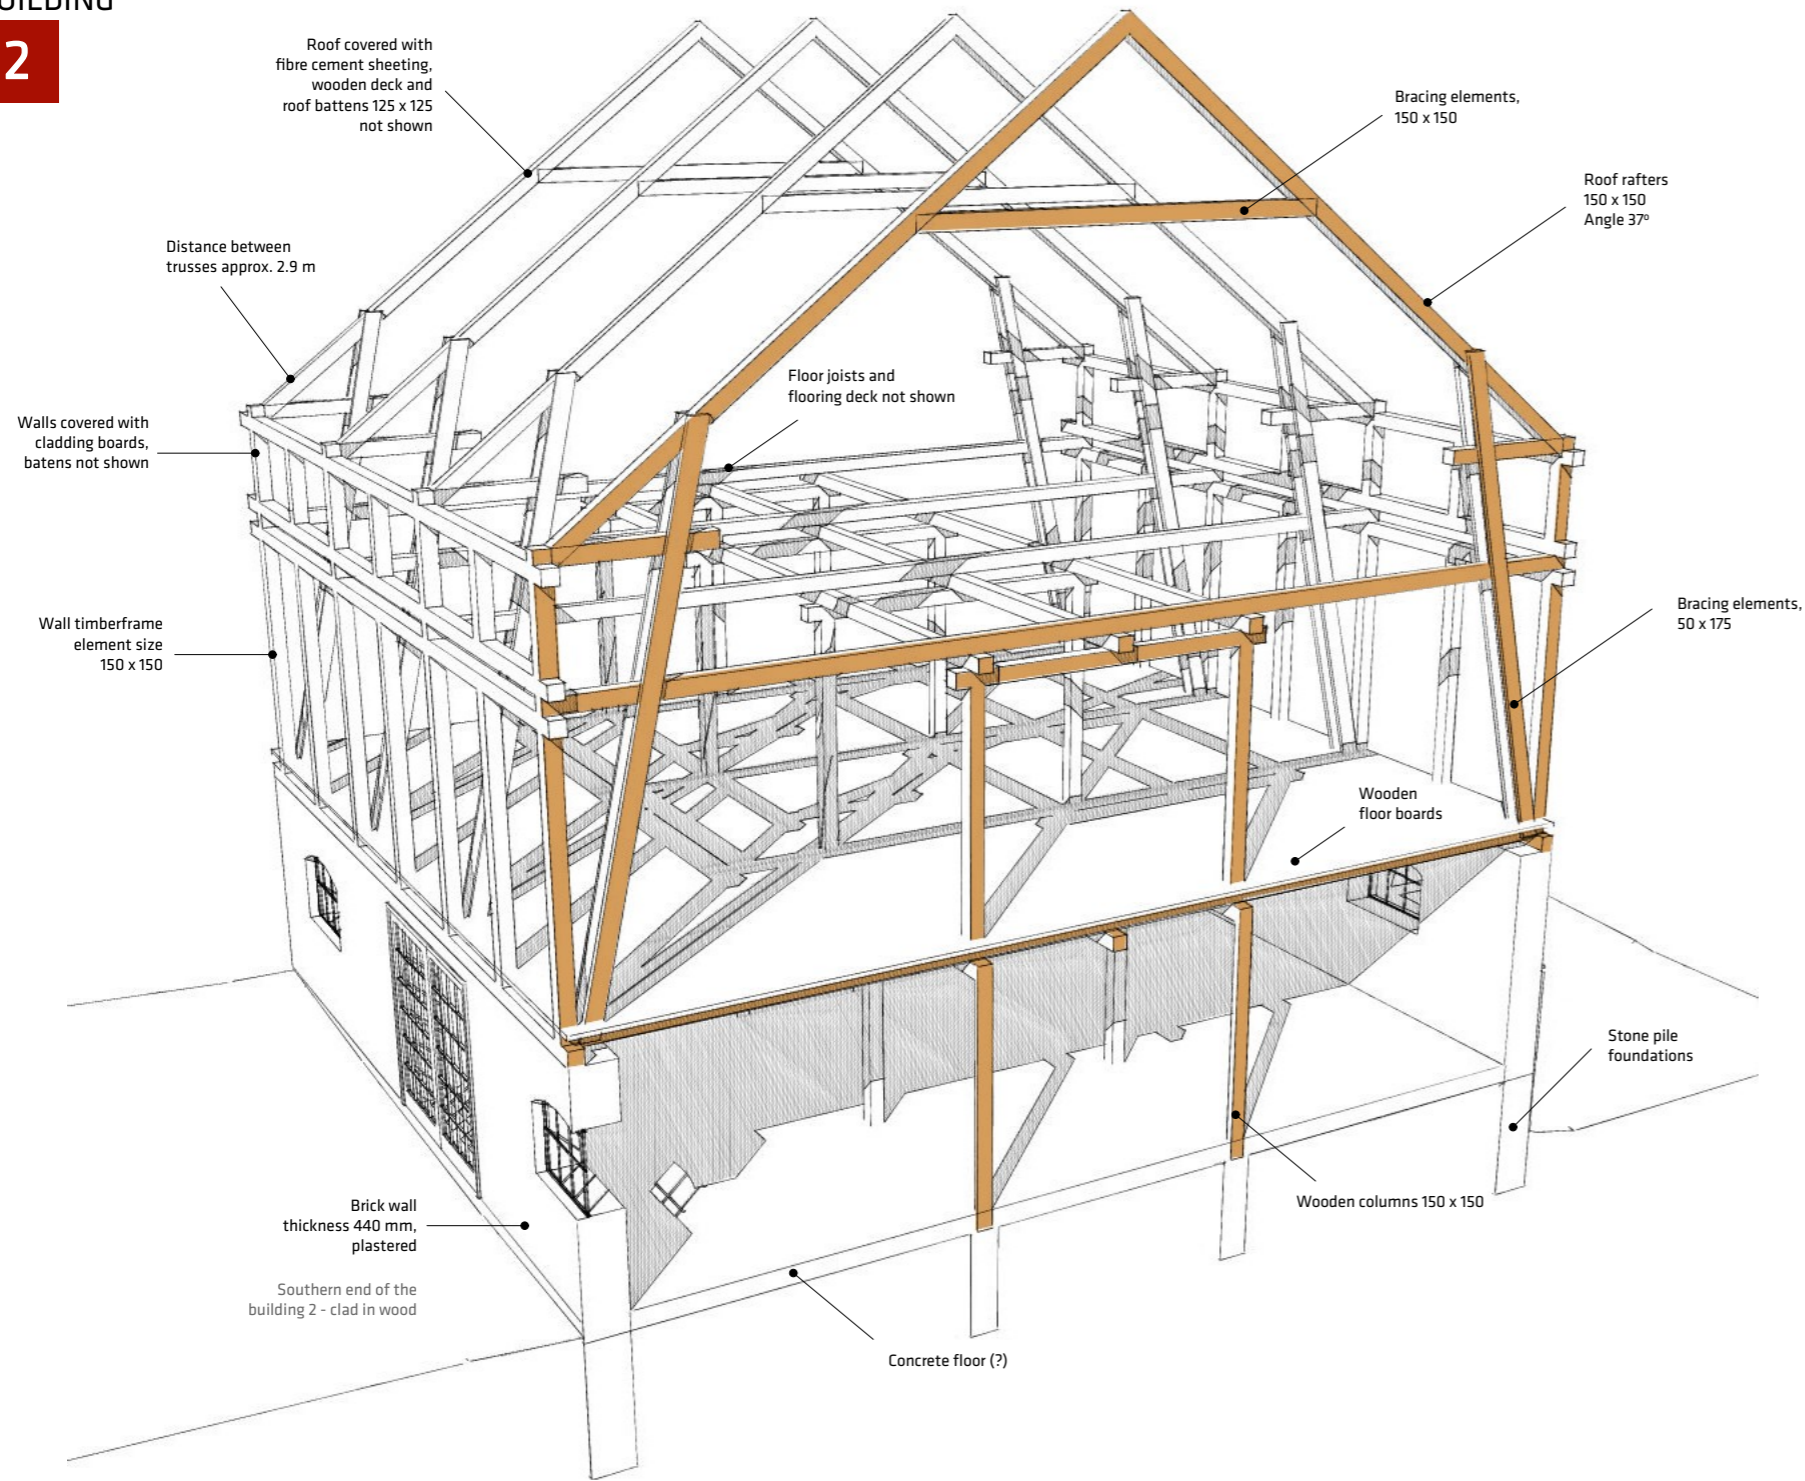 2
Roof covered with
fibre cement sheeting,
wooden deck and
roof battens 125 x 125
not shown
Bracing elements,
150 x 150
Roof rafters
150 x 150
Angle 37º
Distance between
trusses approx. 2.9 m
Floor joists and
flooring deck not shown
Walls covered with
cladding boards,
batens not shown
Wall timberframe
element size
150 x 150
Bracing elements,
50 x 175
Wooden
floor boards
Stone pile
foundations
Brick wall
thickness 440 mm,
plastered
Wooden columns 150 x 150
Southern end of the
building 2 - clad in wood
Concrete floor (?)